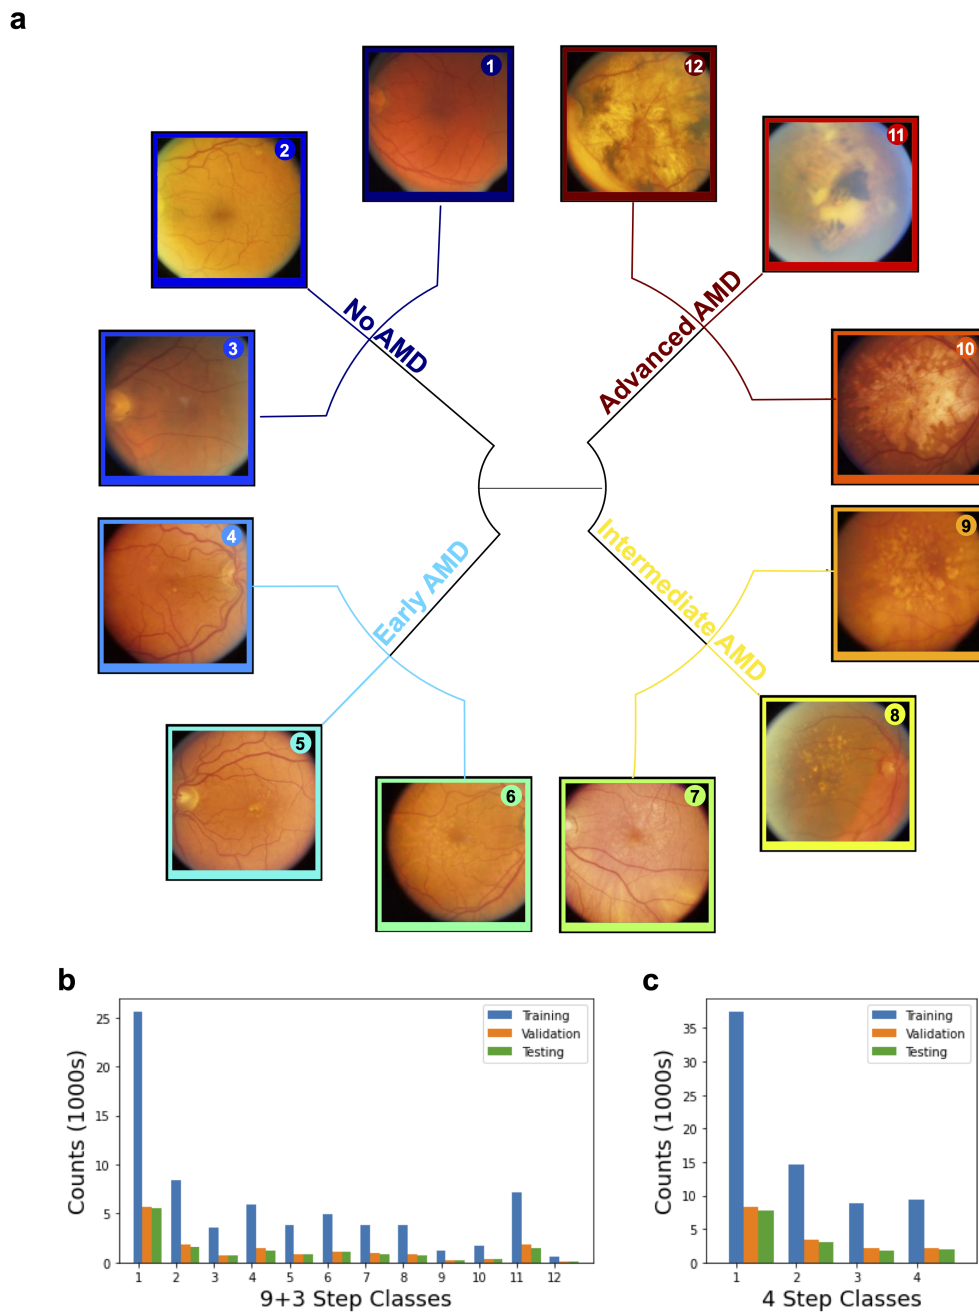 a
1
12
2
11
No AMD
Advanced AMD
3
10
4
9
Early AMD
Intermediate AMD
5
8
6
7
b
Counts (1000s)
25
20
15
10
5
0
Training
Validation
Testing
1 2 3 4 5 6 7 8 9 10 11 12
9+3 Step Classes
c
Counts (1000s)
35
30
25
20
15
10
5
0
Training
Validation
Testing
1 2 3 4
4 Step Classes